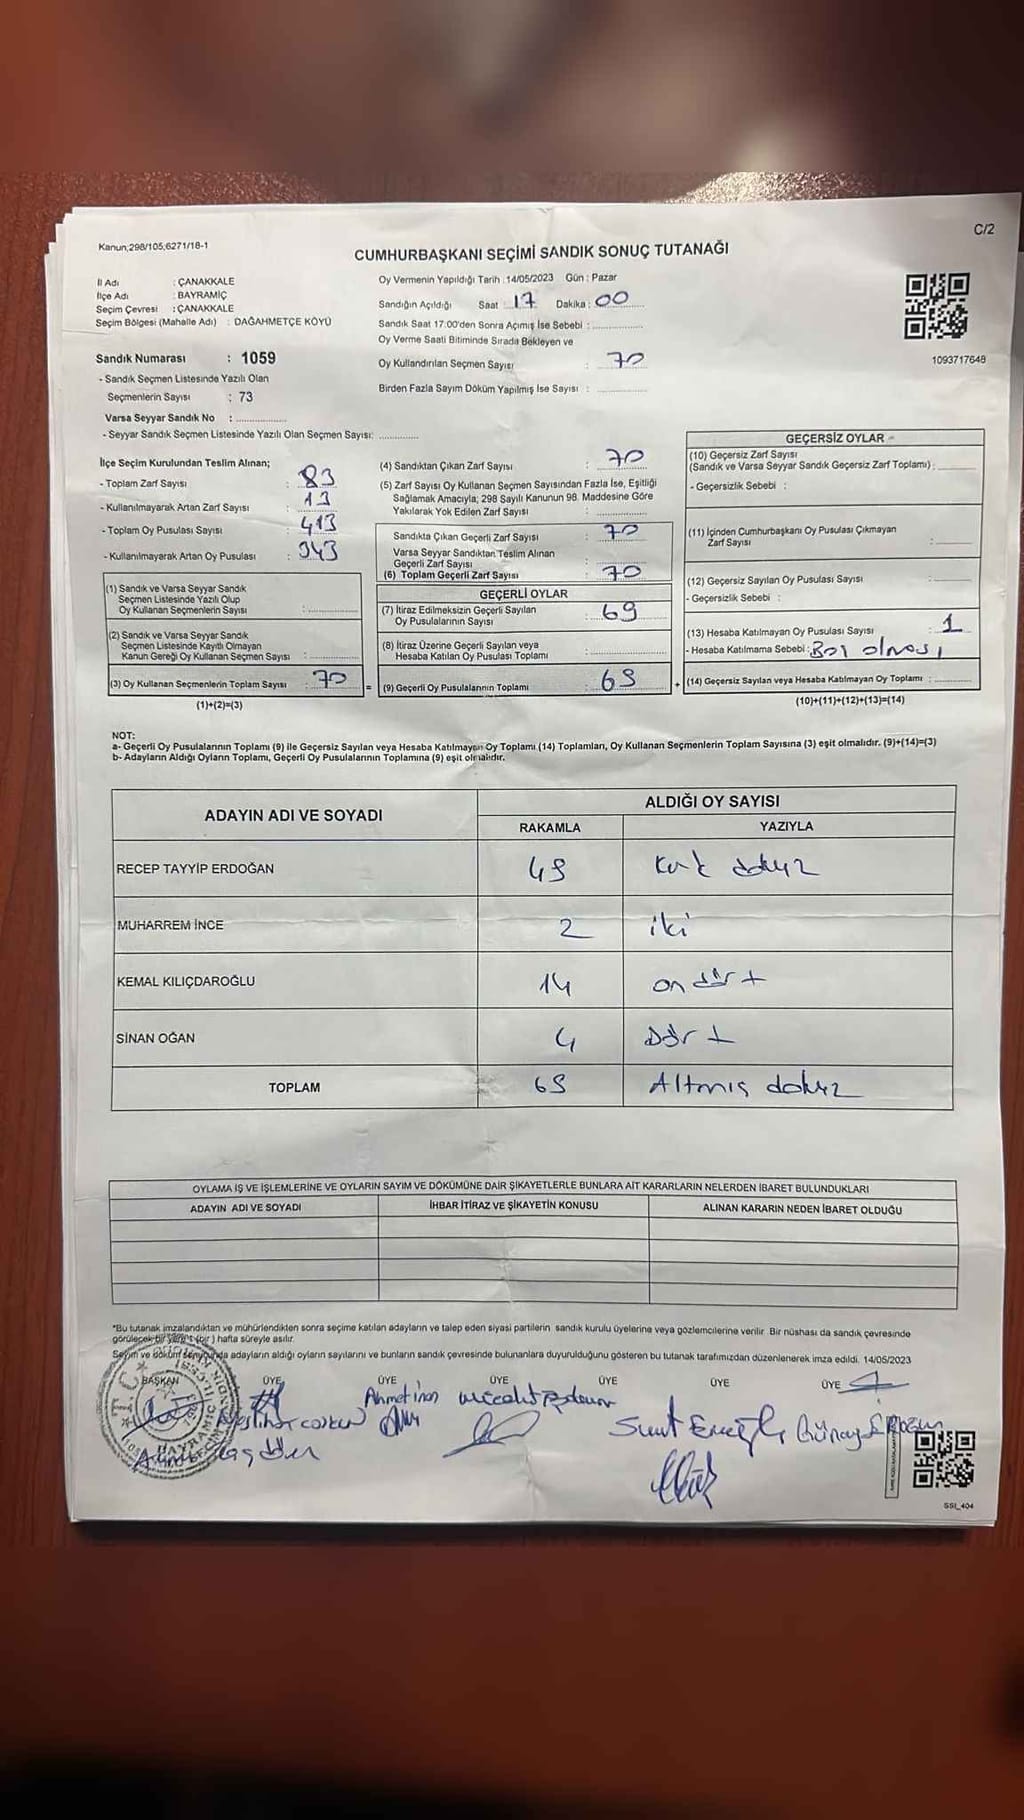 C/2
Kanun;298/105;6271/18-1
CUMHURBAŞKANI SEÇİMİ SANDIK SONUÇ TUTANAĞI
İl Adı : ÇANAKKALE
İlçe Adı : BAYRAMİÇ
Seçim Çevresi : ÇANAKKALE
Seçim Bölgesi (Mahalle Adı) : DAĞAHMETÇE KÖYÜ
Sandık Numarası : 1059
- Sandık Seçmen Listesinde Yazılı Olan
Seçmenlerin Sayısı : 73
Varsa Seyyar Sandık No : ..............
- Seyyar Sandık Seçmen Listesinde Yazılı Olan Seçmen Sayısı: ............
Oy Vermenin Yapıldığı Tarih :14/05/2023 Gün : Pazar
Sandığın Açıldığı Saat : 17 Dakika : 00
Sandık Saat 17:00'den Sonra Açımış İse Sebebi : ..............
Oy Verme Saati Bitiminde Sırada Bekleyen ve
Oy Kullandırılan Seçmen Sayısı : 70
Birden Fazla Sayım Döküm Yapılmış İse Sayısı : ..............
1093717648
İlçe Seçim Kurulundan Teslim Alınan;
- Toplam Zarf Sayısı : 83
- Kullanılmayarak Artan Zarf Sayısı : 13
- Toplam Oy Pusulası Sayısı : 413
- Kullanılmayarak Artan Oy Pusulası : 343
(1) Sandık ve Varsa Seyyar Sandık
Seçmen Listesinde Yazılı Olup
Oy Kullanan Seçmenlerin Sayısı : ..............
(2) Sandık ve Varsa Seyyar Sandık
Seçmen Listesinde Kayıtlı Olmayan
Kanun Gereği Oy Kullanan Seçmen Sayısı : ..............
(3) Oy Kullanan Seçmenlerin Toplam Sayısı : 70
(1)+(2)=(3)
(4) Sandıktan Çıkan Zarf Sayısı : 70
(5) Zarf Sayısı Oy Kullanan Seçmen Sayısından Fazla İse, Eşitliği
Sağlamak Amacıyla; 298 Sayılı Kanunun 98. Maddesine Göre
Yakılarak Yok Edilen Zarf Sayısı : ..............
Sandıkta Çıkan Geçerli Zarf Sayısı : 70
Varsa Seyyar Sandıktan Teslim Alınan
Geçerli Zarf Sayısı : ..............
(6) Toplam Geçerli Zarf Sayısı : 70
GEÇERLİ OYLAR
(7) İtiraz Edilmeksizin Geçerli Sayılan
Oy Pusulalarının Sayısı : 69
(8) İtiraz Üzerine Geçerli Sayılan veya
Hesaba Katılan Oy Pusulası Toplamı : ..............
= (9) Geçerli Oy Pusulalarının Toplamı : 69 +
GEÇERSİZ OYLAR
(10) Geçersiz Zarf Sayısı
(Sandık ve Varsa Seyyar Sandık Geçersiz Zarf Toplamı) : ..........
- Geçersizlik Sebebi :
(11) İçinden Cumhurbaşkanı Oy Pusulası Çıkmayan
Zarf Sayısı : ..........
(12) Geçersiz Sayılan Oy Pusulası Sayısı : ..........
- Geçersizlik Sebebi :
(13) Hesaba Katılmayan Oy Pusulası Sayısı : 1
- Hesaba Katılmama Sebebi : Boş olması
(14) Geçersiz Sayılan veya Hesaba Katılmayan Oy Toplamı : ..........
(10)+(11)+(12)+(13)=(14)
NOT:
a- Geçerli Oy Pusulalarının Toplamı (9) ile Geçersiz Sayılan veya Hesaba Katılmayan Oy Toplamı (14) Toplamları, Oy Kullanan Seçmenlerin Toplam Sayısına (3) eşit olmalıdır. (9)+(14)=(3)
b- Adayların Aldığı Oyların Toplamı, Geçerli Oy Pusulalarının Toplamına (9) eşit olmalıdır.
ADAYIN ADI VE SOYADI ALDIĞI OY SAYISI
RAKAMLA YAZIYLA
RECEP TAYYİP ERDOĞAN 49 Kırk dokuz
MUHARREM İNCE 2 iki
KEMAL KILIÇDAROĞLU 14 on dört
SİNAN OĞAN 4 Dört
TOPLAM 69 Altmış dokuz
OYLAMA İŞ VE İŞLEMLERİNE VE OYLARIN SAYIM VE DÖKÜMÜNE DAİR ŞİKAYETLERLE BUNLARA AİT KARARLARIN NELERDEN İBARET BULUNDUKLARI
ADAYIN ADI VE SOYADI İHBAR İTİRAZ VE ŞİKAYETİN KONUSU ALINAN KARARIN NEDEN İBARET OLDUĞU
*Bu tutanak imzalandıktan ve mühürlendikten sonra seçime katılan adayların ve talep eden siyasi partilerin sandık kurulu üyelerine veya gözlemcilerine verilir. Bir nüshası da sandık çevresinde
görülecek bir yere 1 (bir) hafta süreyle asılır.
Seçim ve döküm sonucunda adayların aldığı oyların sayılarını ve bunların sandık çevresinde bulunanlara duyurulduğunu gösteren bu tutanak tarafımızdan düzenlenerek imza edildi. 14/05/2023
BAŞKAN ÜYE ÜYE ÜYE ÜYE ÜYE ÜYE
Ahmet inan
SSI_404